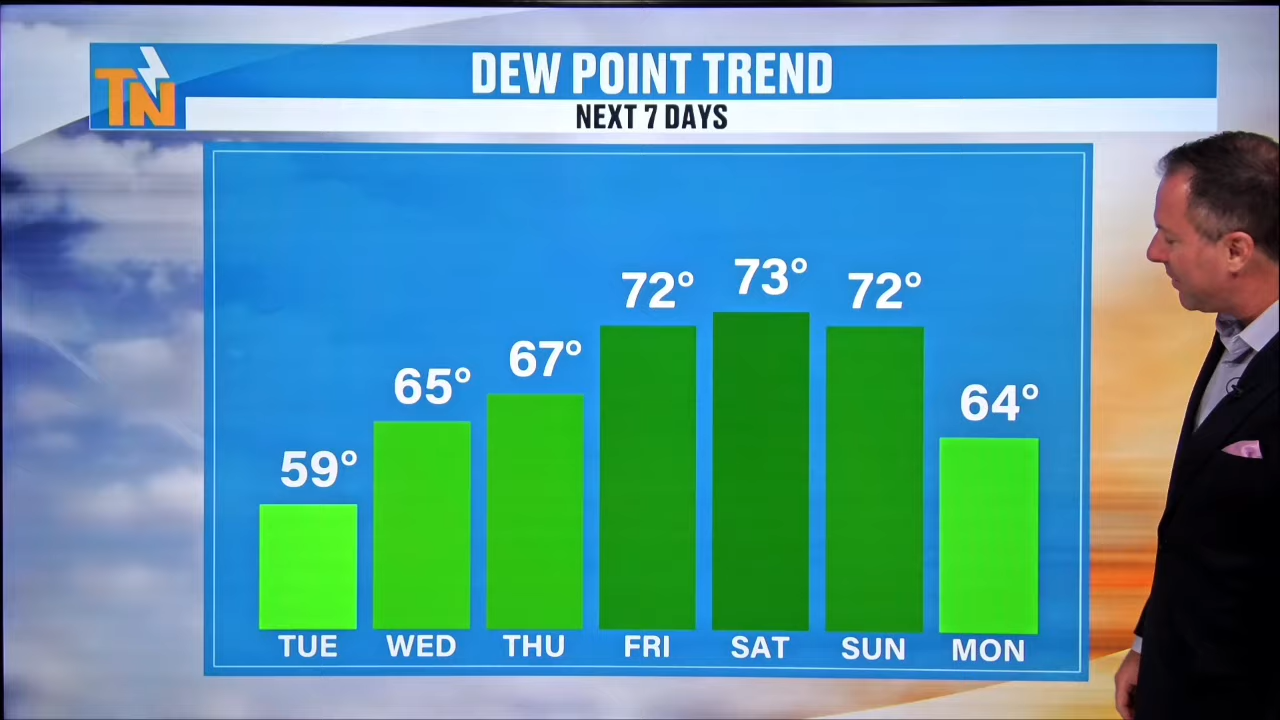 TN
DEW POINT TREND
NEXT 7 DAYS
59° 65° 67° 72° 73° 72° 64°
TUE WED THU FRI SAT SUN MON